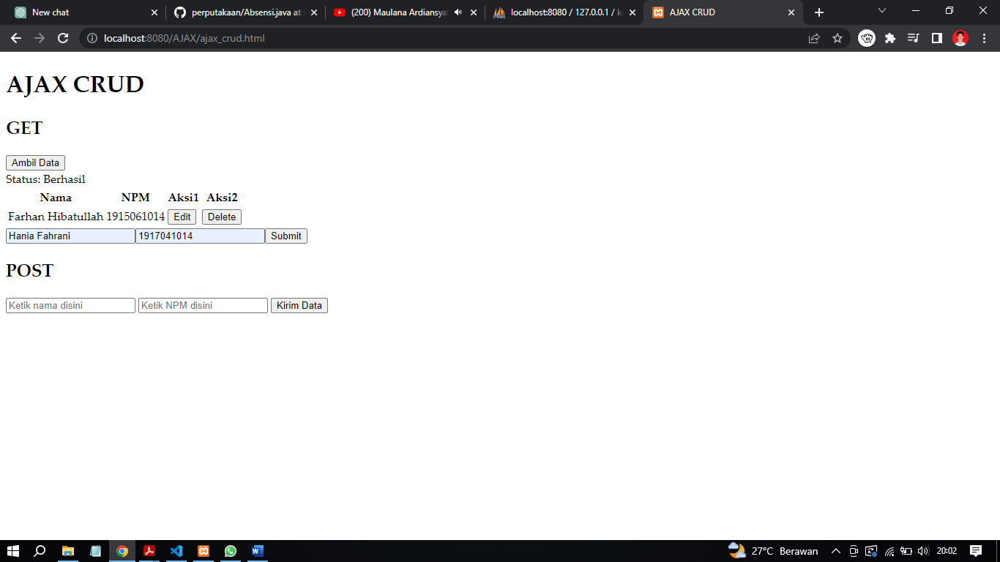 New chat
perputakaan/Absensi.java at
(200) Maulana Ardiansya
localhost:8080 / 127.0.0.1 /
AJAX CRUD
localhost:8080/AJAX/ajax_crud.html
AJAX CRUD
GET
Ambil Data
Status: Berhasil
Nama NPM Aksi1 Aksi2
Farhan Hibatullah 1915061014 Edit Delete
Hania Fahrani 1917041014 Submit
POST
Ketik nama disini Ketik NPM disini Kirim Data
27°C Berawan 20:02